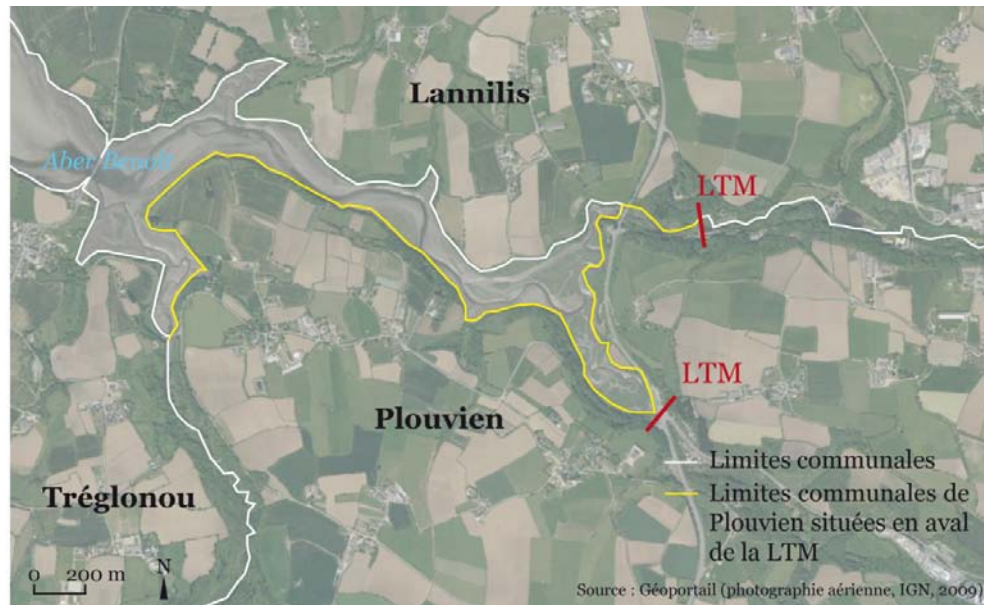 Lannilis
Aber Benoît
LTM
LTM
Plouvien
Tréglonou
Limites communales
Limites communales de
Plouvien situées en aval
de la LTM
0 200 m
N
Source : Géoportail (photographie aérienne, IGN, 2009)